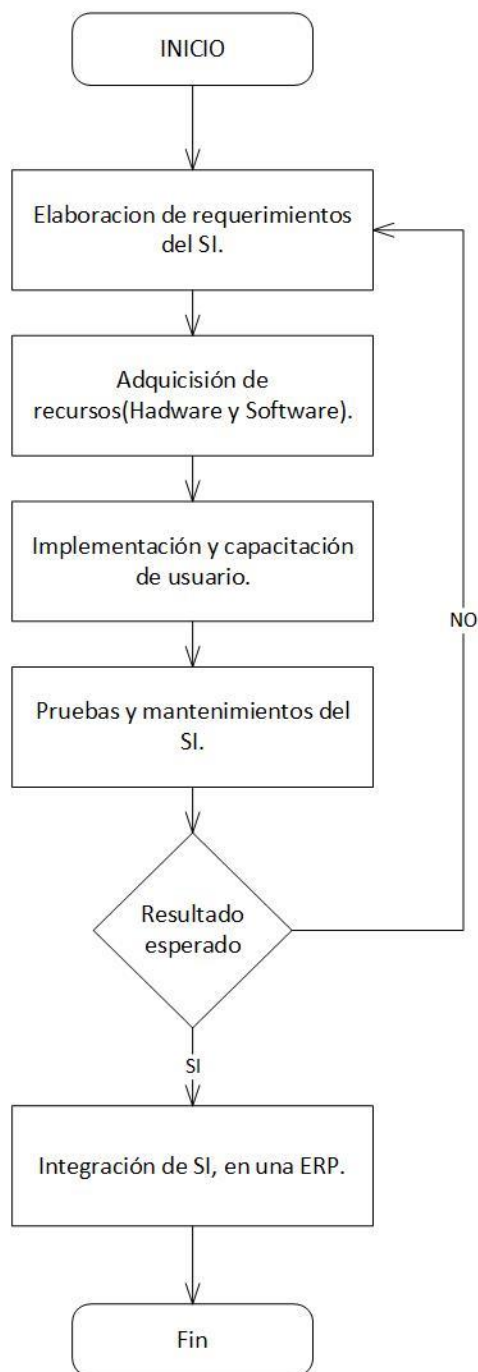 INICIO
Elaboracion de requerimientos
del SI.
Adquicisión de
recursos(Hadware y Software).
Implementación y capacitación
de usuario.
Pruebas y mantenimientos del
SI.
Resultado
esperado
NO
SI
Integración de SI, en una ERP.
Fin